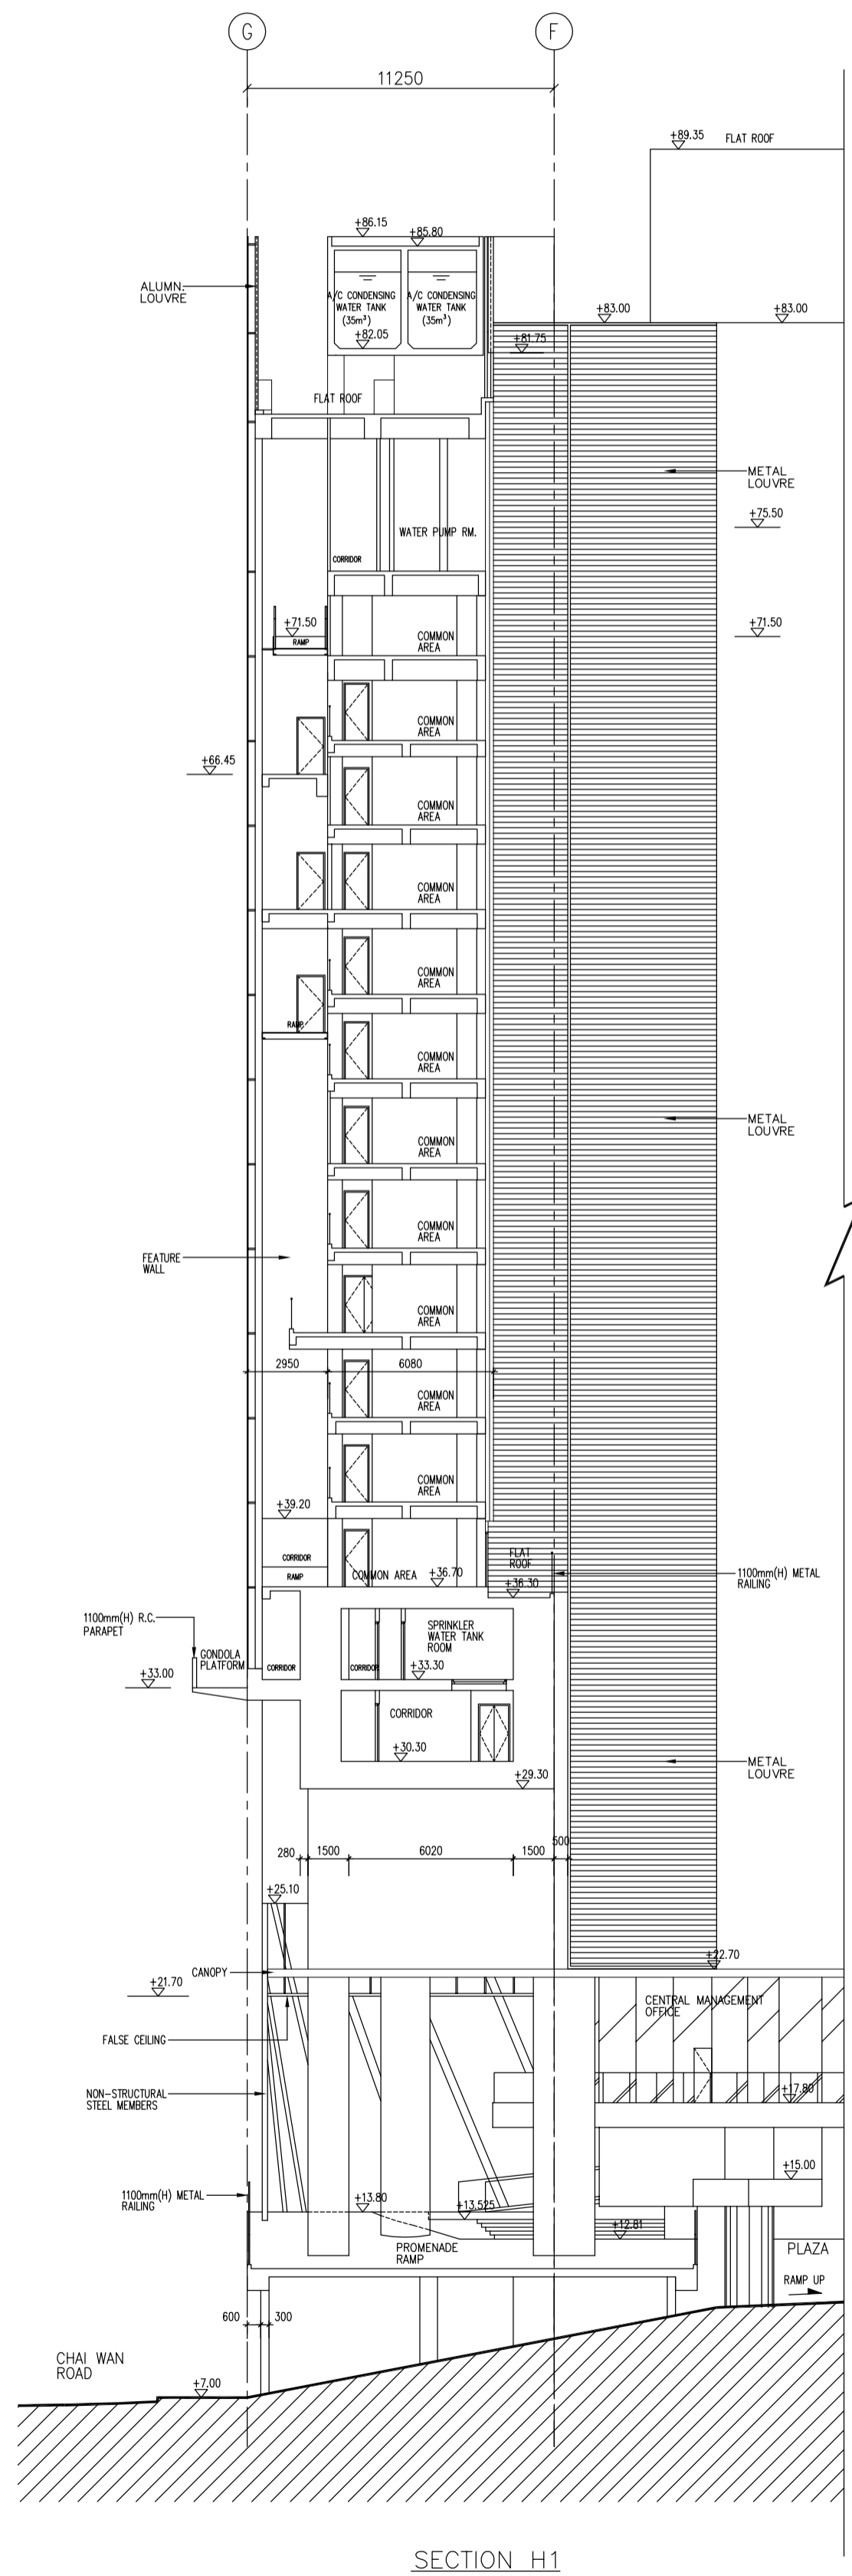 G
F
11250
+89.35
FLAT ROOF
+86.15
+85.80
ALUMN.
LOUVRE
A/C CONDENSING
WATER TANK
(35m³)
A/C CONDENSING
WATER TANK
(35m³)
+83.00
+83.00
+82.05
+81.75
FLAT ROOF
METAL
LOUVRE
+75.50
WATER PUMP RM.
CORRIDOR
+71.50
RAMP
COMMON
AREA
+71.50
COMMON
AREA
+66.45
COMMON
AREA
COMMON
AREA
COMMON
AREA
RAMP
COMMON
AREA
METAL
LOUVRE
COMMON
AREA
COMMON
AREA
FEATURE
WALL
COMMON
AREA
2950
6080
COMMON
AREA
COMMON
AREA
+39.20
CORRIDOR
RAMP
COMMON AREA
+36.70
FLAT
ROOF
+36.30
1100mm(H) METAL
RAILING
1100mm(H) R.C.
PARAPET
GONDOLA
PLATFORM
CORRIDOR
CORRIDOR
SPRINKLER
WATER TANK
ROOM
+33.00
+33.30
CORRIDOR
+30.30
METAL
LOUVRE
+29.30
280
1500
6020
1500
500
+25.10
CANOPY
+22.70
+21.70
CENTRAL MANAGEMENT
OFFICE
FALSE CEILING
NON-STRUCTURAL
STEEL MEMBERS
+17.80
+15.00
1100mm(H) METAL
RAILING
+13.80
+13.525
+12.81
PROMENADE
RAMP
PLAZA
RAMP UP
600
300
CHAI WAN
ROAD
+7.00
SECTION H1